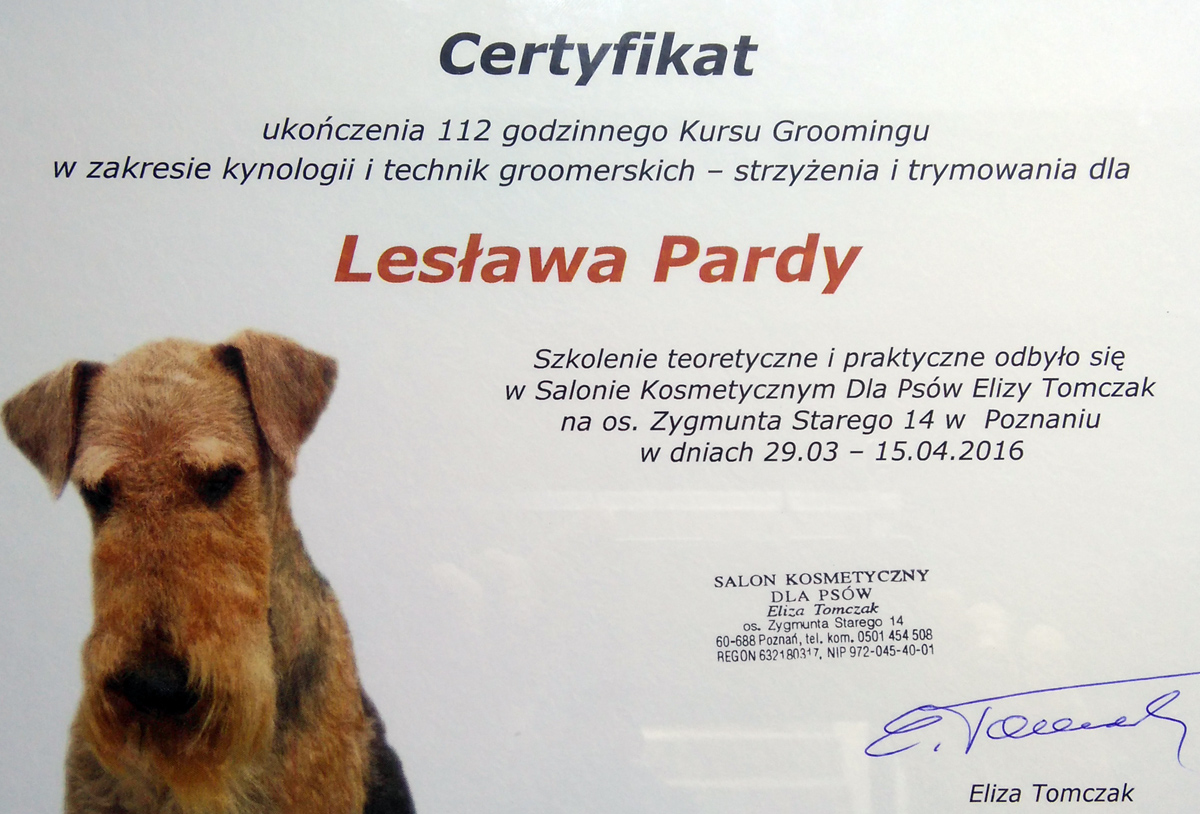 Certyfikat
ukończenia 112 godzinnego Kursu Groomingu
w zakresie kynologii i technik groomerskich – strzyżenia i trymowania dla
Lesława Pardy
Szkolenie teoretyczne i praktyczne odbyło się
w Salonie Kosmetycznym Dla Psów Elizy Tomczak
na os. Zygmunta Starego 14 w Poznaniu
w dniach 29.03 – 15.04.2016
SALON KOSMETYCZNY
DLA PSÓW
Eliza Tomczak
os. Zygmunta Starego 14
60-688 Poznań, tel. kom. 0501 454 508
REGON 632180317, NIP 972-045-40-01
E. Tomczak
Eliza Tomczak